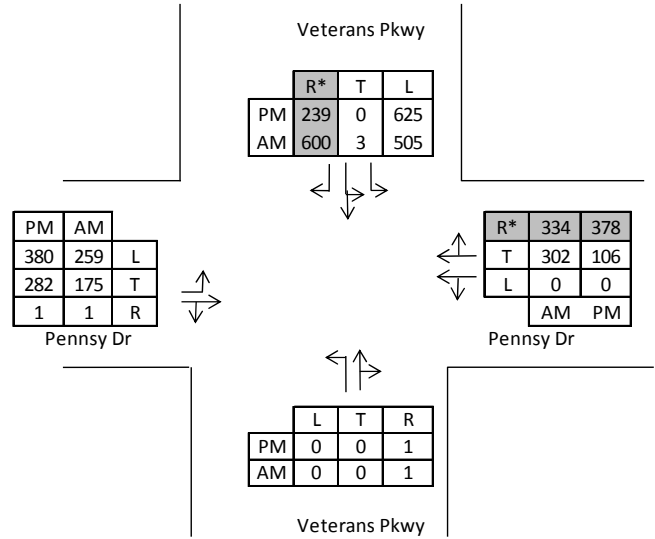 Veterans Pkwy
R* T L
PM 239 0 625
AM 600 3 505
PM AM
380 259 L
282 175 T
1 1 R
Pennsy Dr
R* 334 378
T 302 106
L 0 0
AM PM
Pennsy Dr
L T R
PM 0 0 1
AM 0 0 1
Veterans Pkwy